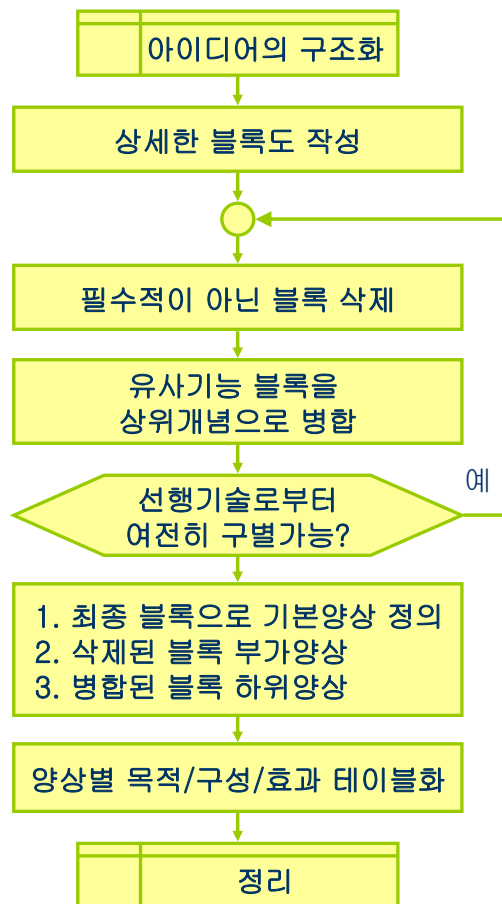 아이디어의 구조화
상세한 블록도 작성
필수적이 아닌 블록 삭제
유사기능 블록을
상위개념으로 병합
예
선행기술로부터
여전히 구별가능?
1. 최종 블록으로 기본양상 정의
2. 삭제된 블록 부가양상
3. 병합된 블록 하위양상
양상별 목적/구성/효과 테이블화
정리